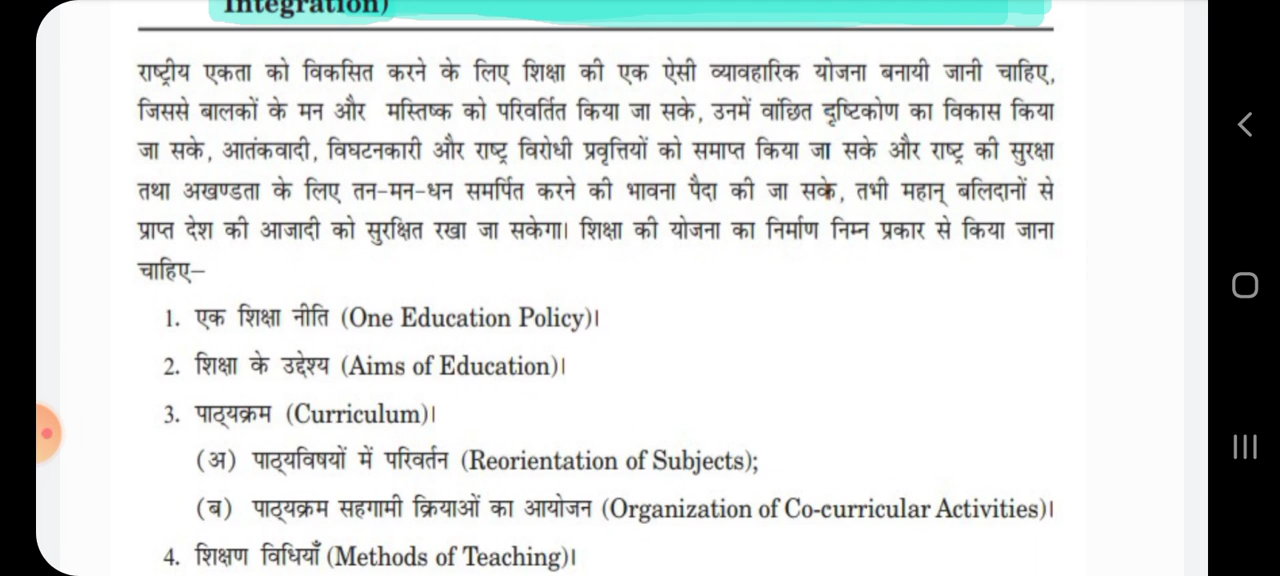 Integration)
राष्ट्रीय एकता को विकसित करने के लिए शिक्षा की एक ऐसी व्यावहारिक योजना बनायी जानी चाहिए,
जिससे बालकों के मन और मस्तिष्क को परिवर्तित किया जा सके, उनमें वांछित दृष्टिकोण का विकास किया
जा सके, आतंकवादी, विघटनकारी और राष्ट्र विरोधी प्रवृत्तियों को समाप्त किया जा सके और राष्ट्र की सुरक्षा
तथा अखण्डता के लिए तन-मन-धन समर्पित करने की भावना पैदा की जा सके, तभी महान् बलिदानों से
प्राप्त देश की आजादी को सुरक्षित रखा जा सकेगा। शिक्षा की योजना का निर्माण निम्न प्रकार से किया जाना
चाहिए–
1. एक शिक्षा नीति (One Education Policy)।
2. शिक्षा के उद्देश्य (Aims of Education)।
3. पाठ्यक्रम (Curriculum)।
(अ) पाठ्यविषयों में परिवर्तन (Reorientation of Subjects);
(ब) पाठ्यक्रम सहगामी क्रियाओं का आयोजन (Organization of Co-curricular Activities)।
4. शिक्षण विधियाँ (Methods of Teaching)।